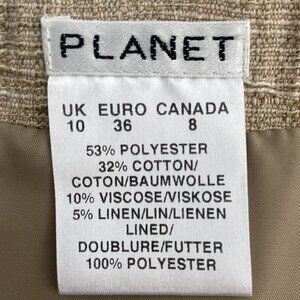 PLANET
UK EURO CANADA
10 36 8
53% POLYESTER
32% COTTON/
COTON/BAUMWOLLE
10% VISCOSE/VISKOSE
5% LINEN/LIN/LIENEN
LINED/
DOUBLURE/FUTTER
100% POLYESTER